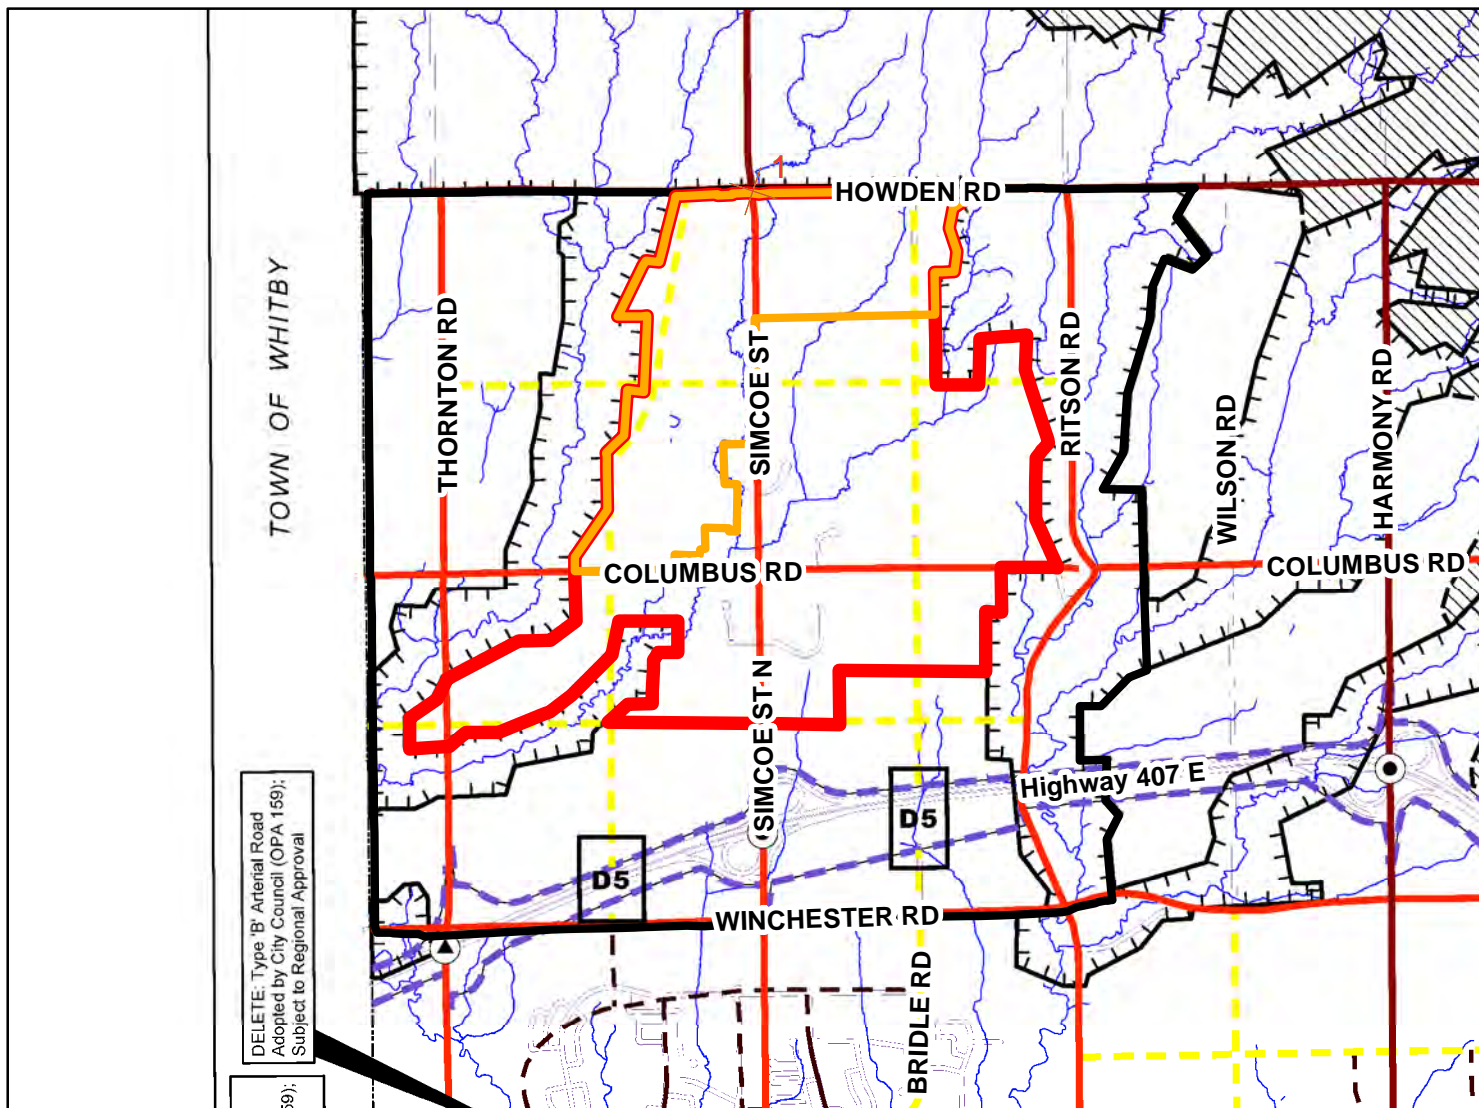 1
HOWDEN RD
TOWN OF WHITBY
THORNTON RD
SIMCOE ST
RITSON RD
WILSON RD
HARMONY RD
COLUMBUS RD
COLUMBUS RD
SIMCOE ST N
Highway 407 E
D5
D5
WINCHESTER RD
BRIDLE RD
DELETE: Type 'B' Arterial Road
Adopted by City Council (OPA 159);
Subject to Regional Approval
59);